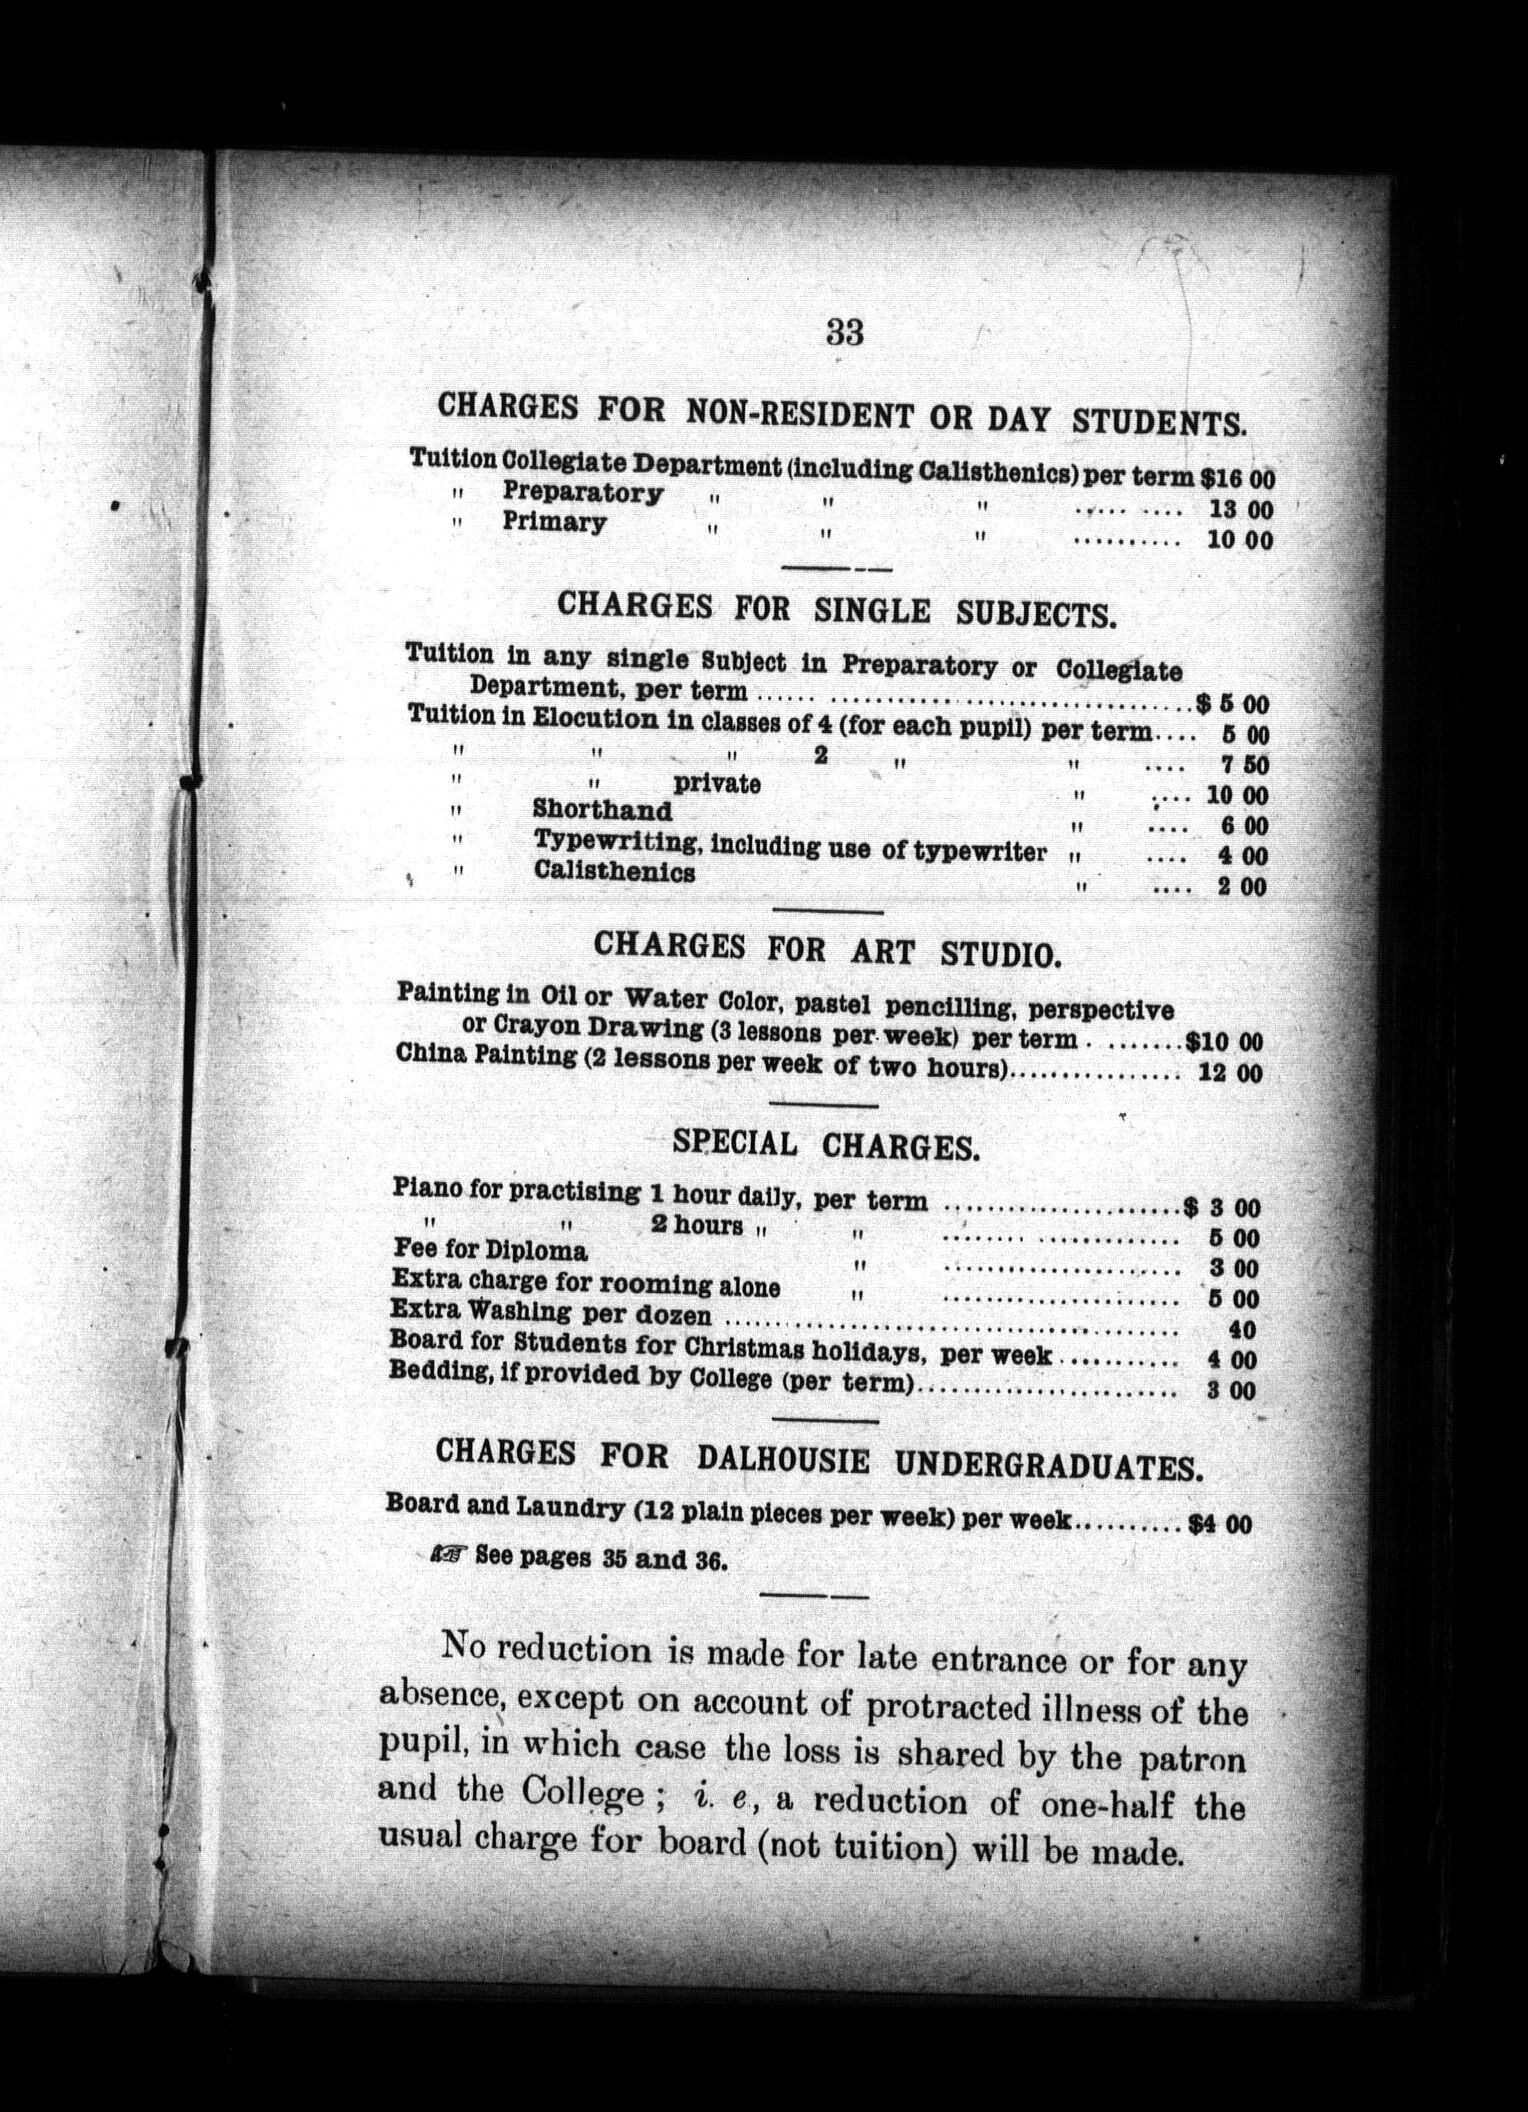 33
CHARGES FOR NON-RESIDENT OR DAY STUDENTS.
Tuition Collegiate Department (including Calisthenics) per term $16 00
" Preparatory " " " ..... .... 13 00
" Primary " " " .......... 10 00
CHARGES FOR SINGLE SUBJECTS.
Tuition in any single Subject in Preparatory or Collegiate
Department, per term ...... .................................. $ 5 00
Tuition in Elocution in classes of 4 (for each pupil) per term.... 5 00
" " " 2 " " .... 7 50
" " private " .... 10 00
" Shorthand " .... 6 00
" Typewriting, including use of typewriter " .... 4 00
" Calisthenics " .... 2 00
CHARGES FOR ART STUDIO.
Painting in Oil or Water Color, pastel pencilling, perspective
or Crayon Drawing (3 lessons per week) per term . ....... $10 00
China Painting (2 lessons per week of two hours)................ 12 00
SPECIAL CHARGES.
Piano for practising 1 hour daily, per term ...................... $ 3 00
" " 2 hours " " ........ ............. 5 00
Fee for Diploma " ...................... 3 00
Extra charge for rooming alone " ...................... 5 00
Extra Washing per dozen .......................................... 40
Board for Students for Christmas holidays, per week ........... 4 00
Bedding, if provided by College (per term)........................ 3 00
CHARGES FOR DALHOUSIE UNDERGRADUATES.
Board and Laundry (12 plain pieces per week) per week.......... $4 00
☞ See pages 35 and 36.
No reduction is made for late entrance or for any
absence, except on account of protracted illness of the
pupil, in which case the loss is shared by the patron
and the College ; i. e, a reduction of one-half the
usual charge for board (not tuition) will be made.